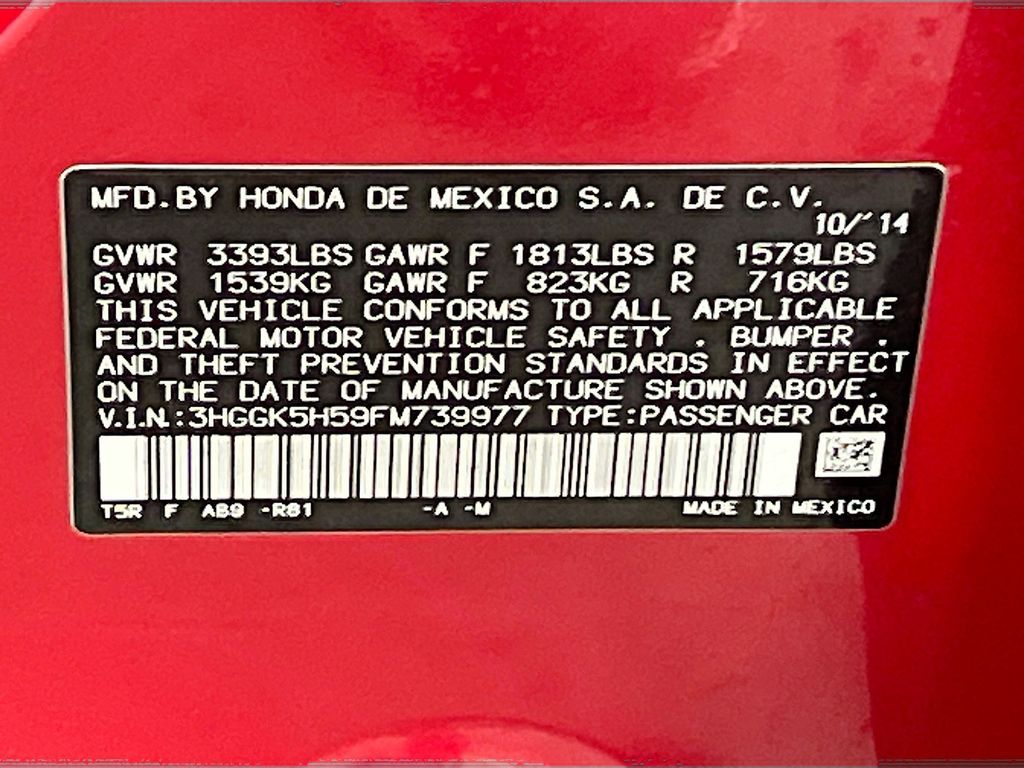 MFD.BY HONDA DE MEXICO S.A. DE C.V.
10/'14
GVWR 3393LBS GAWR F 1813LBS R 1579LBS
GVWR 1539KG GAWR F 823KG R 716KG
THIS VEHICLE CONFORMS TO ALL APPLICABLE
FEDERAL MOTOR VEHICLE SAFETY . BUMPER .
AND THEFT PREVENTION STANDARDS IN EFFECT
ON THE DATE OF MANUFACTURE SHOWN ABOVE.
V.I.N.:3HGGK5H59FM739977 TYPE:PASSENGER CAR
T5R F AB9 -R81 -A -M MADE IN MEXICO